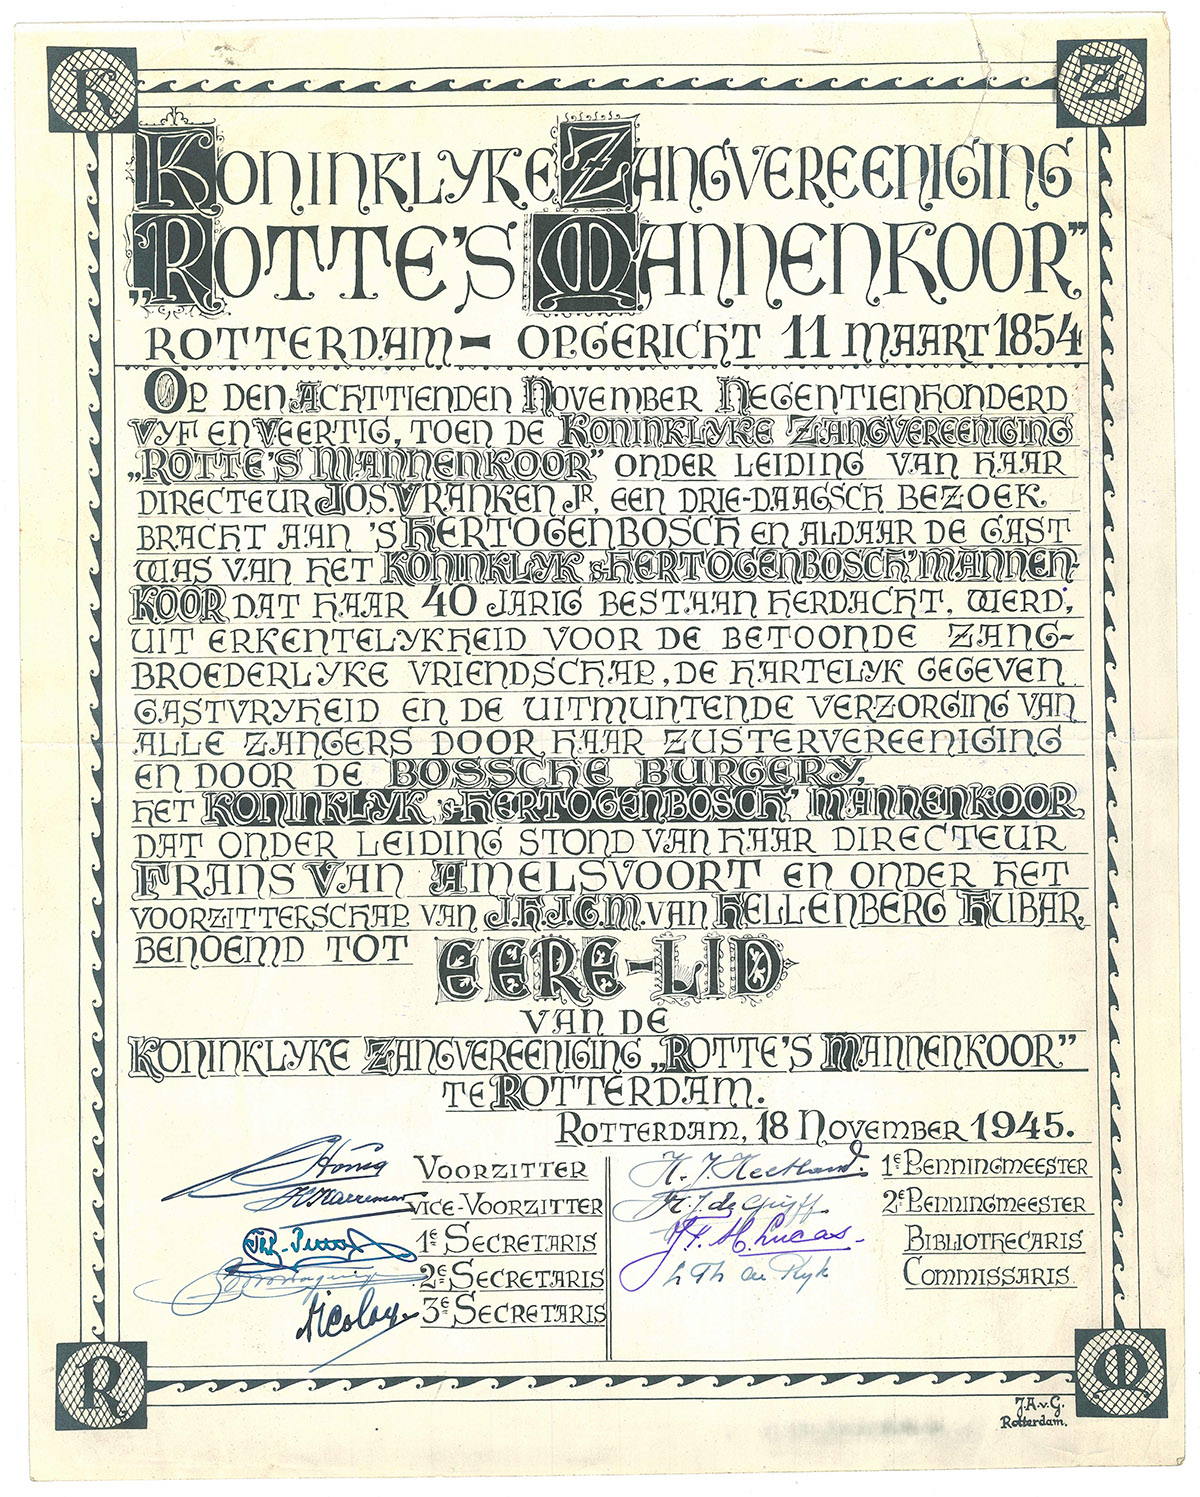 K
Z
KONINKLYKE ZANGVEREENIGING
„ROTTE'S MANNENKOOR"
ROTTERDAM — OPGERICHT 11 MAART 1854
OP DEN ACHTTIENDEN NOVEMBER NEGENTIENHONDERD
VYF EN VEERTIG, TOEN DE KONINKLYKE ZANGVEREENIGING
„ROTTE'S MANNENKOOR" ONDER LEIDING VAN HAAR
DIRECTEUR JOS. VRANKEN JR, EEN DRIE-DAAGSCH BEZOEK
BRACHT AAN 'S HERTOGENBOSCH EN ALDAAR DE GAST
WAS VAN HET KONINKLYK 's-HERTOGENBOSCH' MANNEN-
KOOR DAT HAAR 40 JARIG BESTAAN HERDACHT, WERD,
UIT ERKENTELYKHEID VOOR DE BETOONDE ZANG-
BROEDERLYKE VRIENDSCHAP, DE HARTELYK GEGEVEN
GASTVRYHEID EN DE UITMUNTENDE VERZORGING VAN
ALLE ZANGERS DOOR HAAR ZUSTERVEREENIGING
EN DOOR DE BOSSCHE BURGERY,
HET KONINKLYK 's-HERTOGENBOSCH' MANNENKOOR
DAT ONDER LEIDING STOND VAN HAAR DIRECTEUR
FRANS VAN AMELSVOORT EN ONDER HET
VOORZITTERSCHAP VAN J.H.J.C.M. VAN HELLENBERG HUBAR,
BENOEMD TOT EERE-LID
VAN DE
KONINKLYKE ZANGVEREENIGING „ROTTE'S MANNENKOOR"
TE ROTTERDAM.
ROTTERDAM, 18 NOVEMBER 1945.
Hönig VOORZITTER
VICE-VOORZITTER
1E SECRETARIS
2E SECRETARIS
Nicolay 3E SECRETARIS
1E PENNINGMEESTER
2E PENNINGMEESTER
Lucas BIBLIOTHECARIS
COMMISSARIS
R
M
J.A.v.G.
Rotterdam.